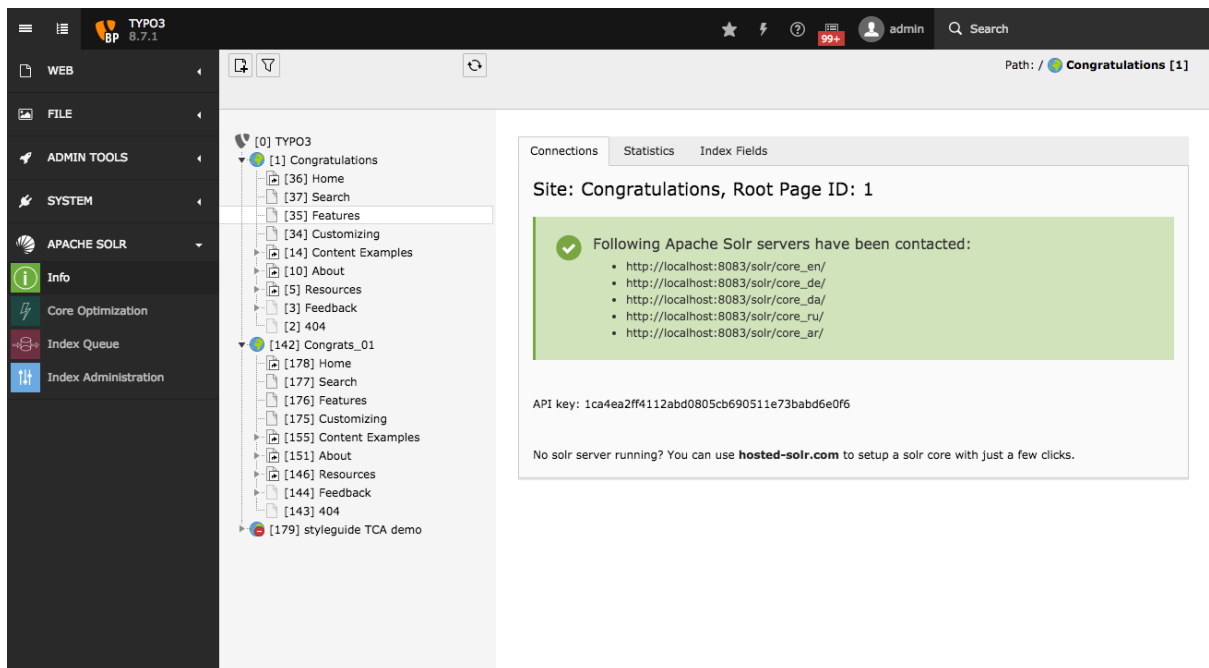 TYPO3
8.7.1
BP
99+
admin
Search
WEB
FILE
ADMIN TOOLS
SYSTEM
APACHE SOLR
Info
Core Optimization
Index Queue
Index Administration
Path: / Congratulations [1]
[0] TYPO3
[1] Congratulations
[36] Home
[37] Search
[35] Features
[34] Customizing
[14] Content Examples
[10] About
[5] Resources
[3] Feedback
[2] 404
[142] Congrats_01
[178] Home
[177] Search
[176] Features
[175] Customizing
[155] Content Examples
[151] About
[146] Resources
[144] Feedback
[143] 404
[179] styleguide TCA demo
Connections Statistics Index Fields
Site: Congratulations, Root Page ID: 1
Following Apache Solr servers have been contacted:
• http://localhost:8083/solr/core_en/
• http://localhost:8083/solr/core_de/
• http://localhost:8083/solr/core_da/
• http://localhost:8083/solr/core_ru/
• http://localhost:8083/solr/core_ar/
API key: 1ca4ea2ff4112abd0805cb690511e73babd6e0f6
No solr server running? You can use hosted-solr.com to setup a solr core with just a few clicks.